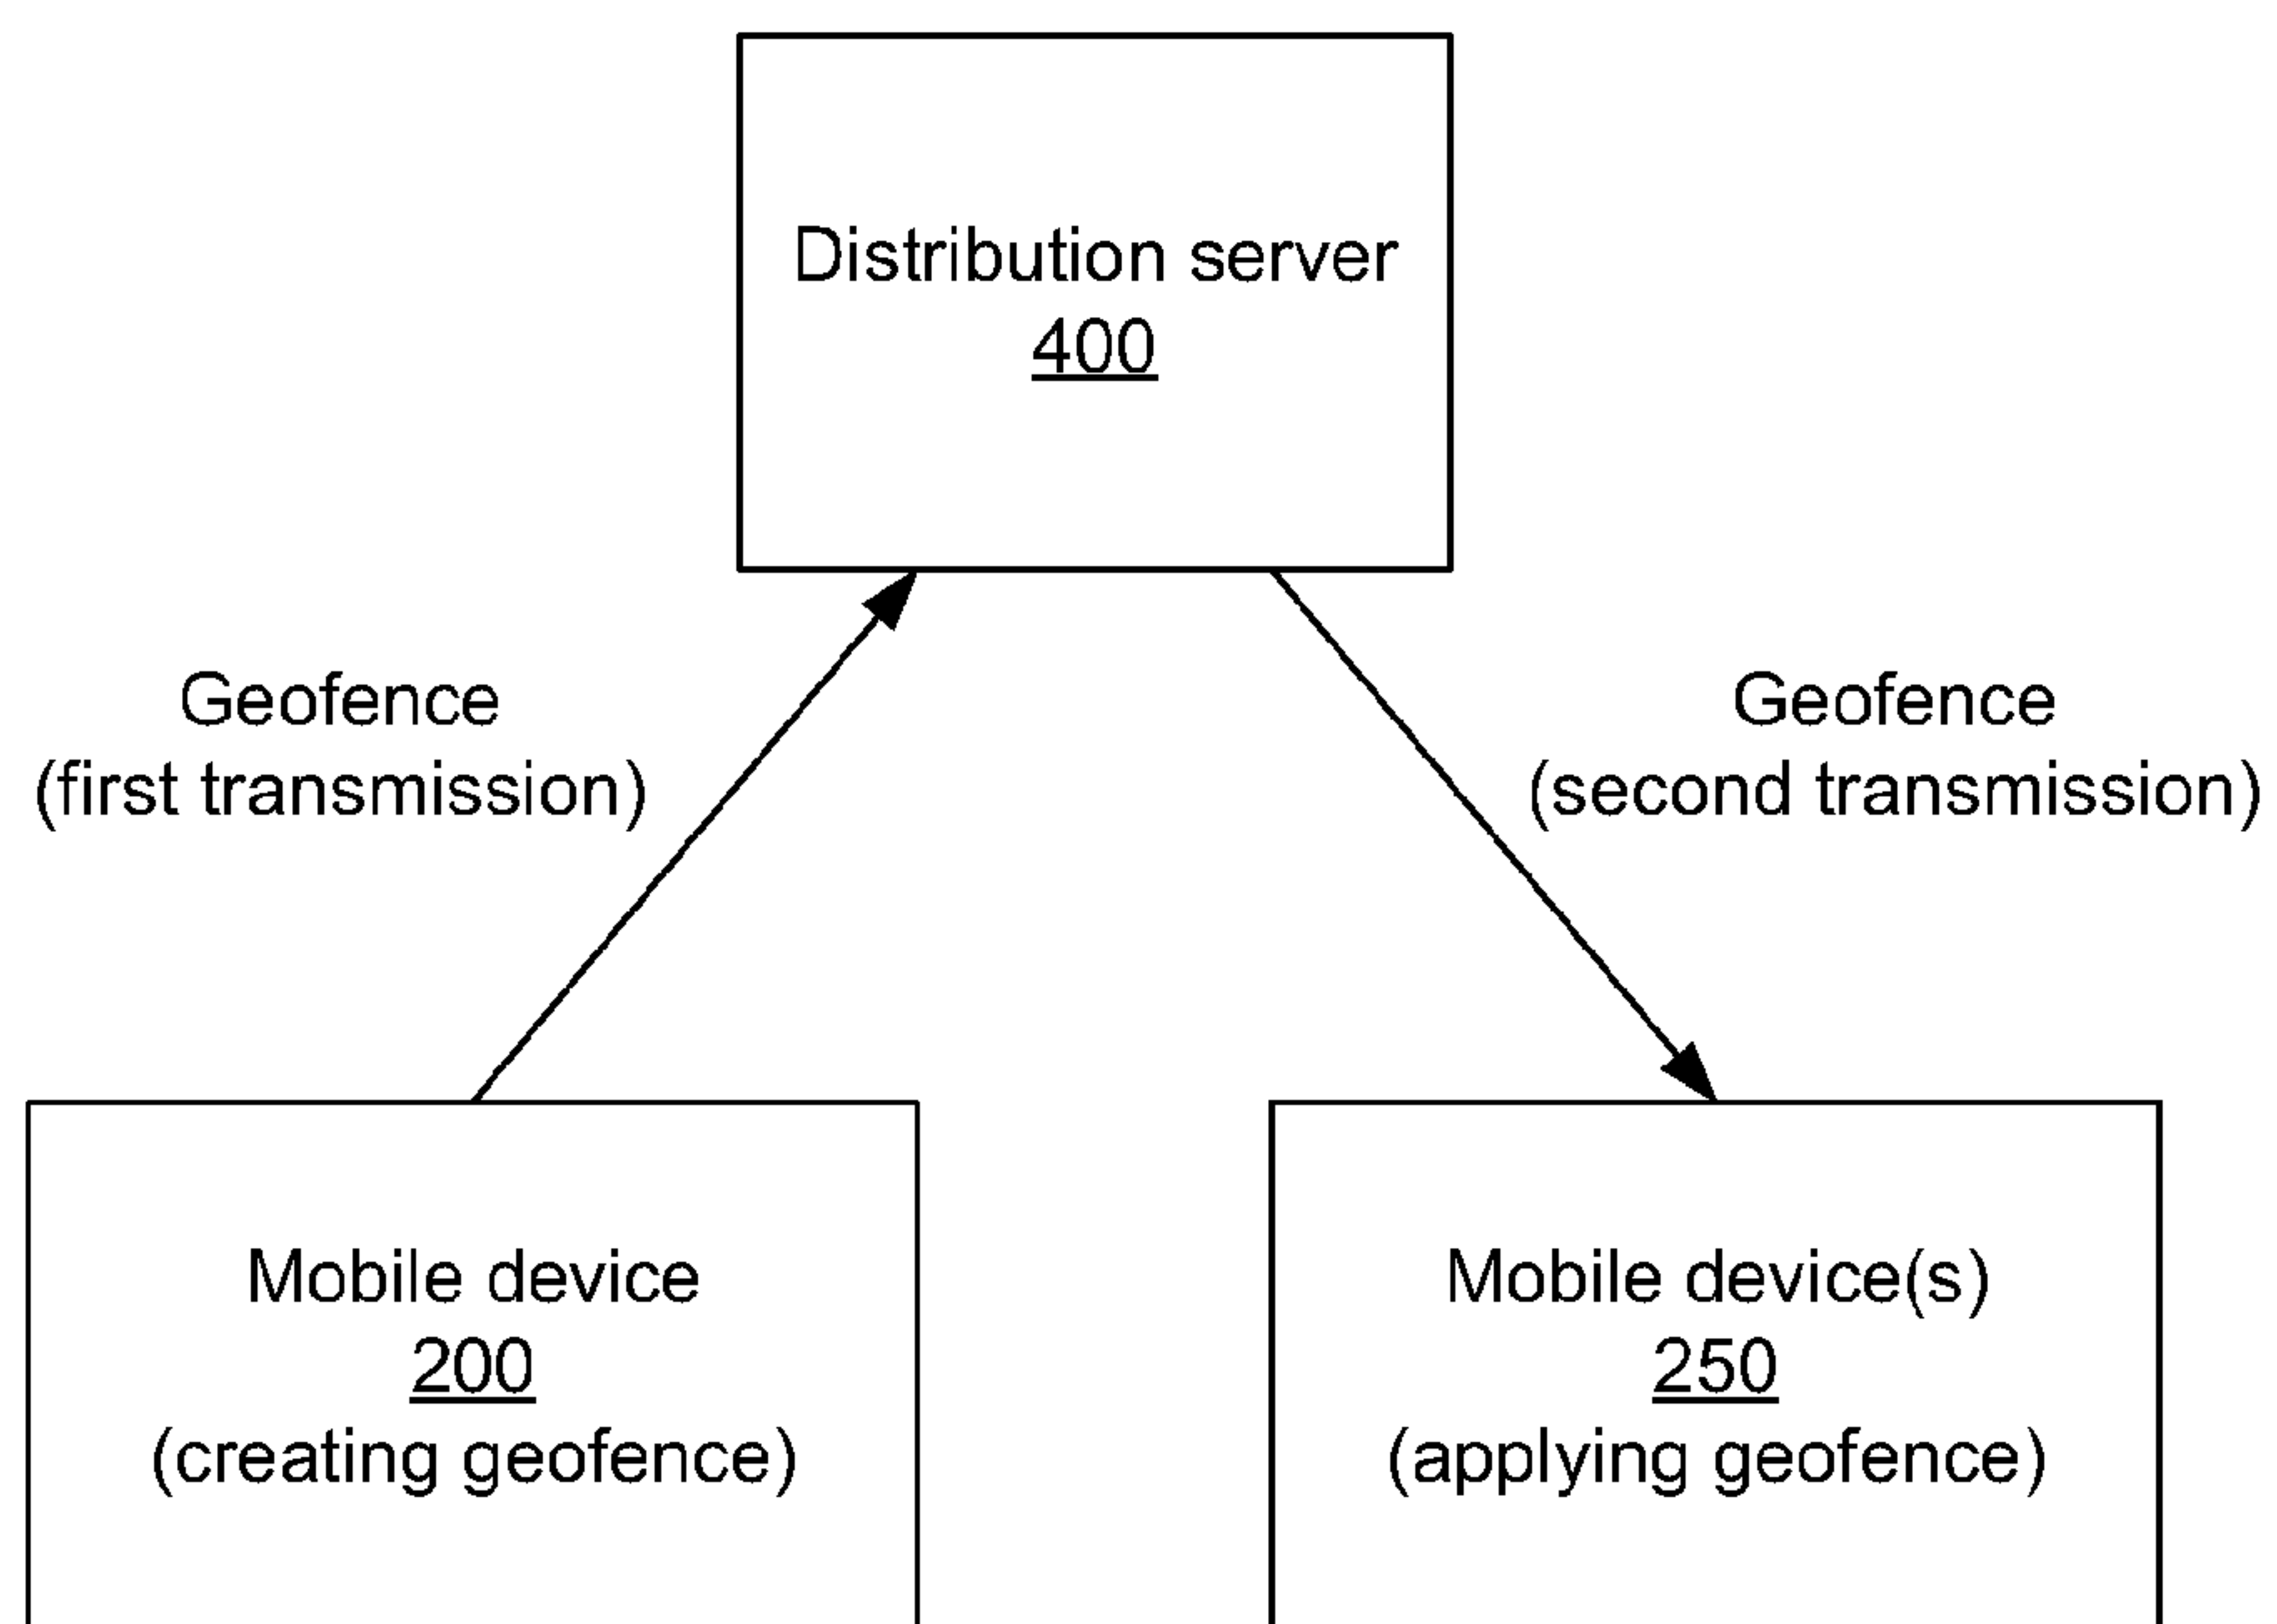 Distribution server
400
Geofence
(first transmission)
Geofence
(second transmission)
Mobile device
200
(creating geofence)
Mobile device(s)
250
(applying geofence)